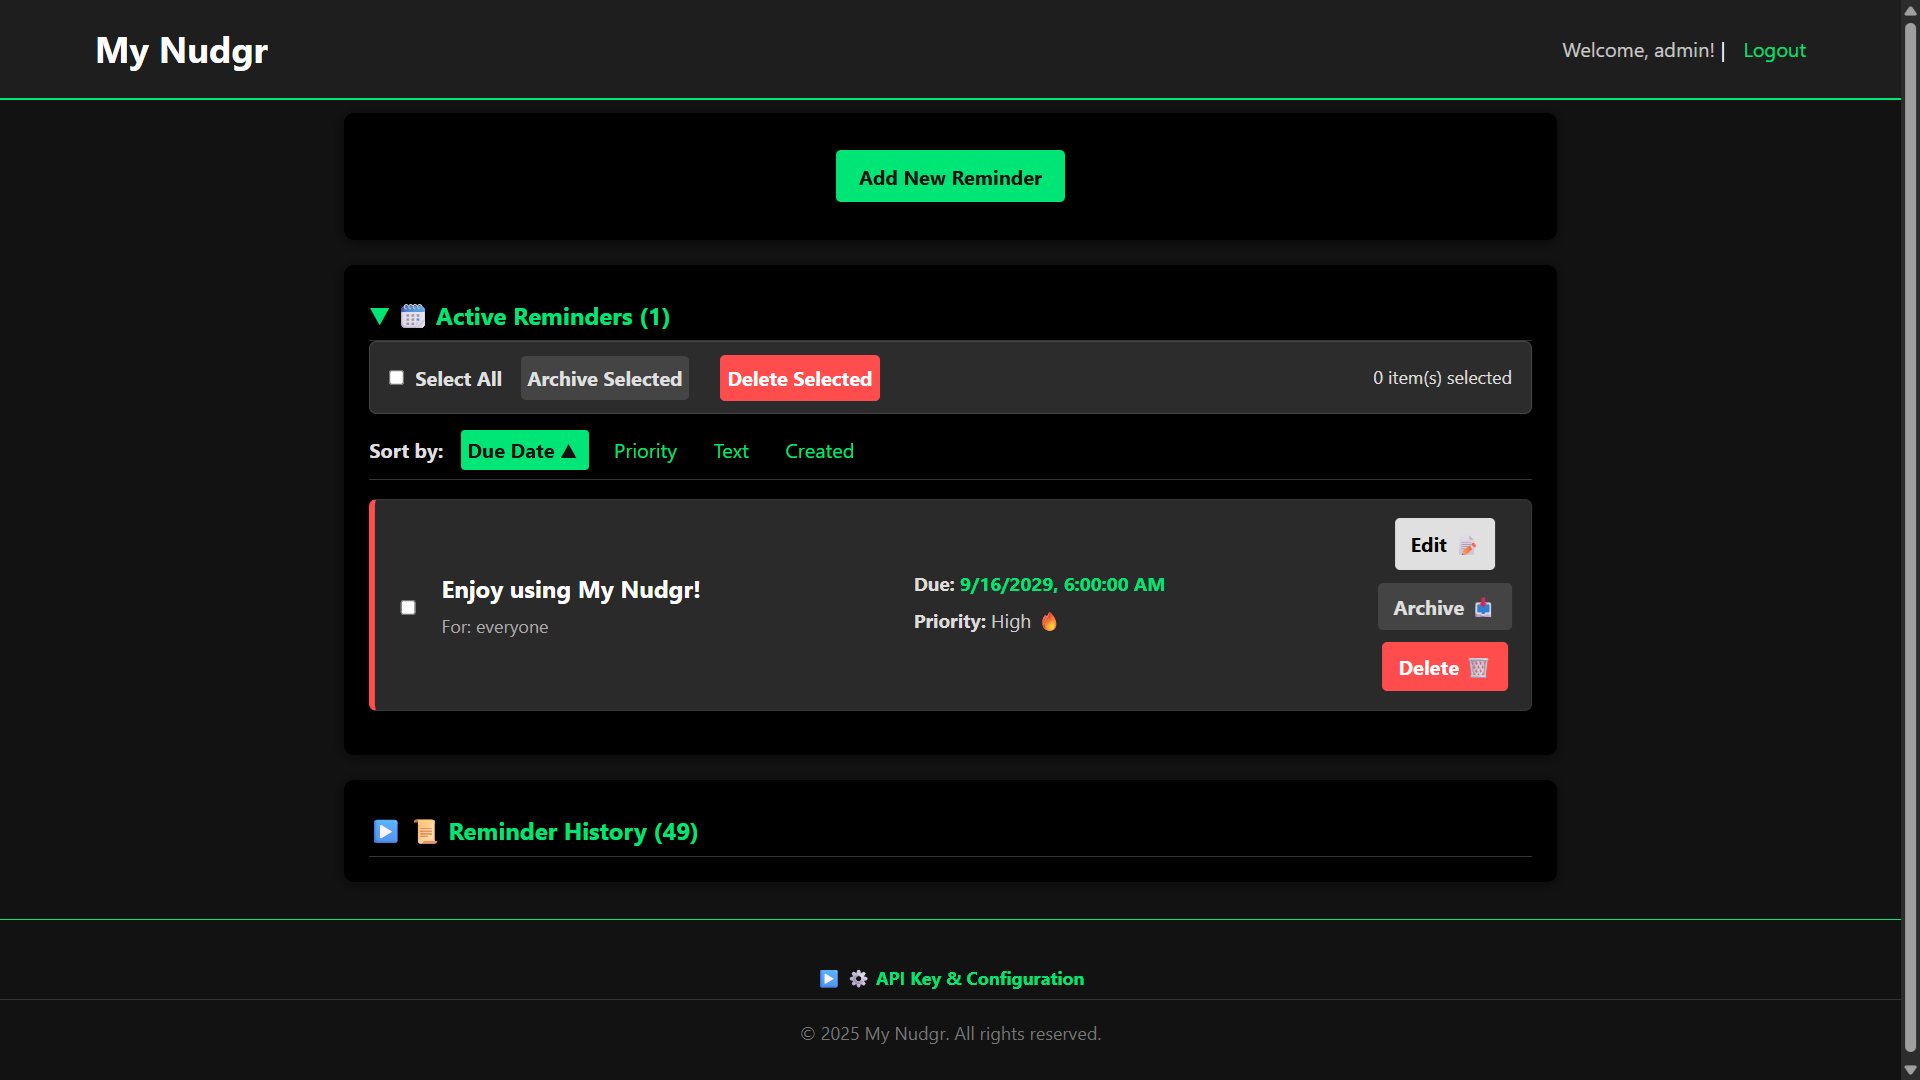 My Nudgr
Welcome, admin! | Logout
Add New Reminder
Active Reminders (1)
Select All Archive Selected Delete Selected 0 item(s) selected
Sort by: Due Date ▲ Priority Text Created
Enjoy using My Nudgr!
For: everyone
Due: 9/16/2029, 6:00:00 AM
Priority: High
Edit
Archive
Delete
Reminder History (49)
API Key & Configuration
© 2025 My Nudgr. All rights reserved.